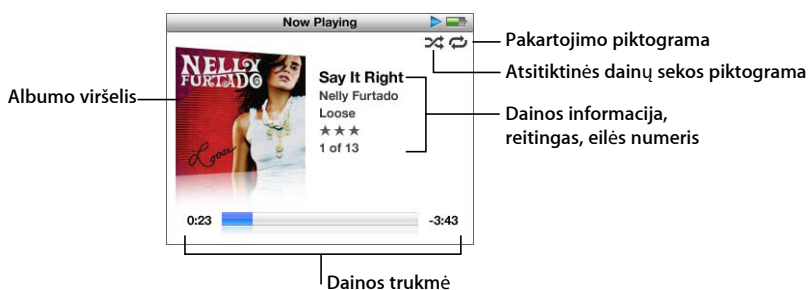 Now Playing
Pakartojimo piktograma
Atsitiktinės dainų sekos piktograma
Albumo viršelis
NELLY
FURTADO
Loose
Say It Right
Nelly Furtado
Loose
★★★
1 of 13
Dainos informacija,
reitingas, eilės numeris
0:23
-3:43
Dainos trukmė